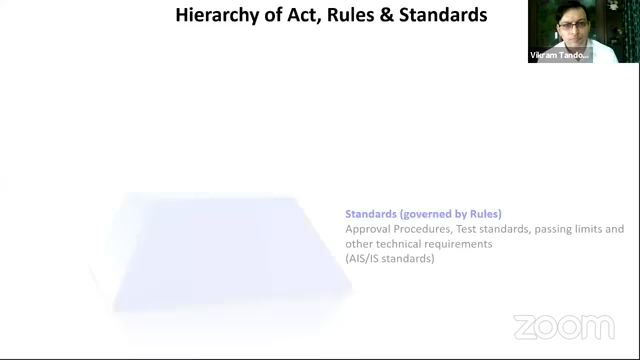 Hierarchy of Act, Rules & Standards
Vikram Tando...
Standards (governed by Rules)
Approval Procedures, Test standards, passing limits and
other technical requirements
(AIS/IS standards)
zoom